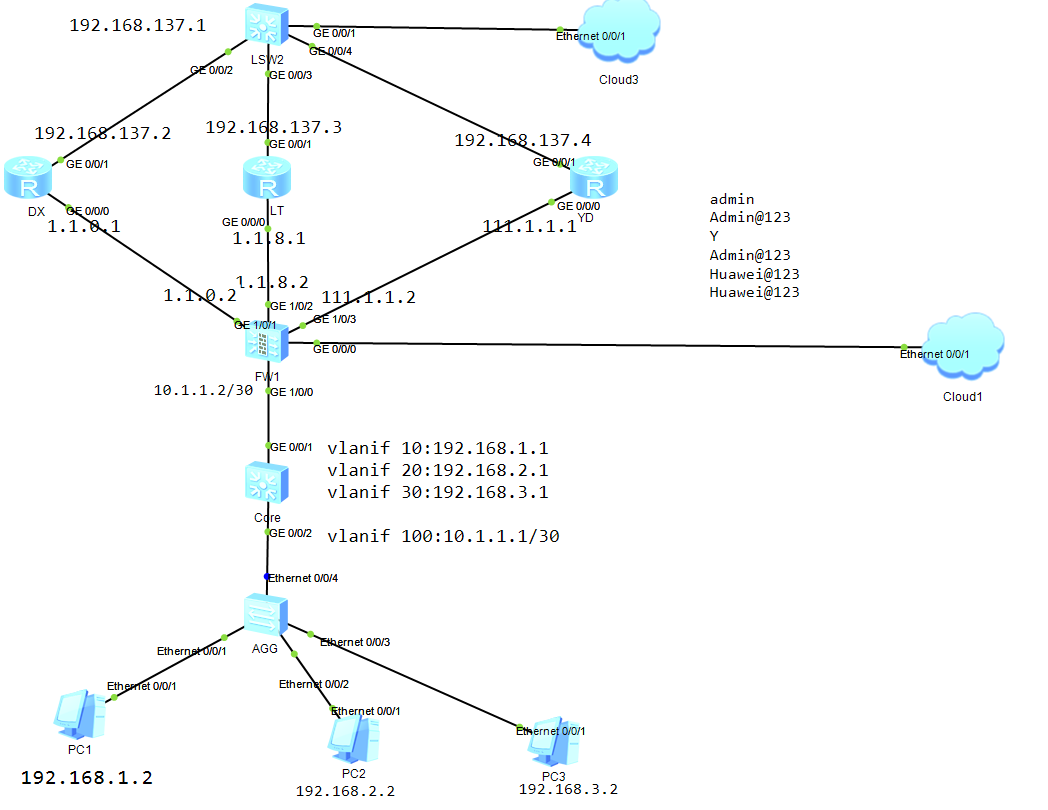 192.168.137.1
GE 0/0/1
Ethernet 0/0/1
GE 0/0/4
LSW2
GE 0/0/2
GE 0/0/3
Cloud3
192.168.137.2
192.168.137.3
192.168.137.4
GE 0/0/1
GE 0/0/1
GE 0/0/1
R
R
R
DX
GE 0/0/0
LT
GE 0/0/0
GE 0/0/0
YD
1.1.0.1
1.1.8.1
111.1.1.1
admin
Admin@123
Y
Admin@123
Huawei@123
Huawei@123
1.1.0.2
1.1.8.2
111.1.1.2
GE 1/0/2
GE 1/0/1
GE 1/0/3
GE 0/0/0
Ethernet 0/0/1
FW1
10.1.1.2/30
GE 1/0/0
Cloud1
GE 0/0/1
vlanif 10:192.168.1.1
vlanif 20:192.168.2.1
vlanif 30:192.168.3.1
Core
GE 0/0/2
vlanif 100:10.1.1.1/30
Ethernet 0/0/4
AGG
Ethernet 0/0/1
Ethernet 0/0/3
Ethernet 0/0/2
Ethernet 0/0/1
Ethernet 0/0/1
Ethernet 0/0/1
PC1
PC2
PC3
192.168.1.2
192.168.2.2
192.168.3.2